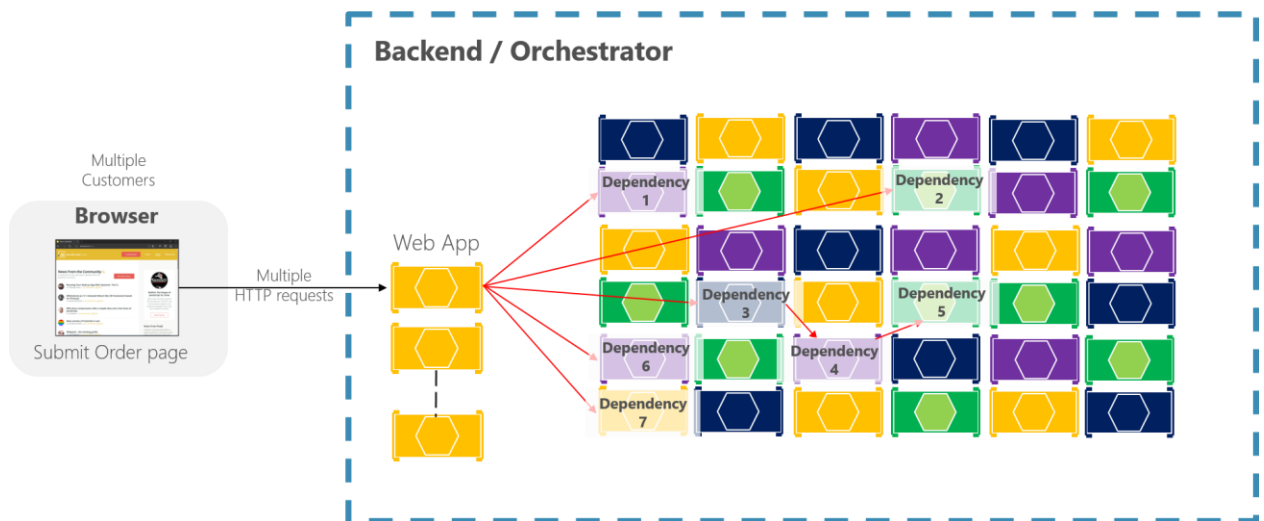 Backend / Orchestrator
Multiple
Customers
Browser
Submit Order page
Multiple
HTTP requests
Web App
Dependency
1
Dependency
2
Dependency
3
Dependency
5
Dependency
6
Dependency
4
Dependency
7